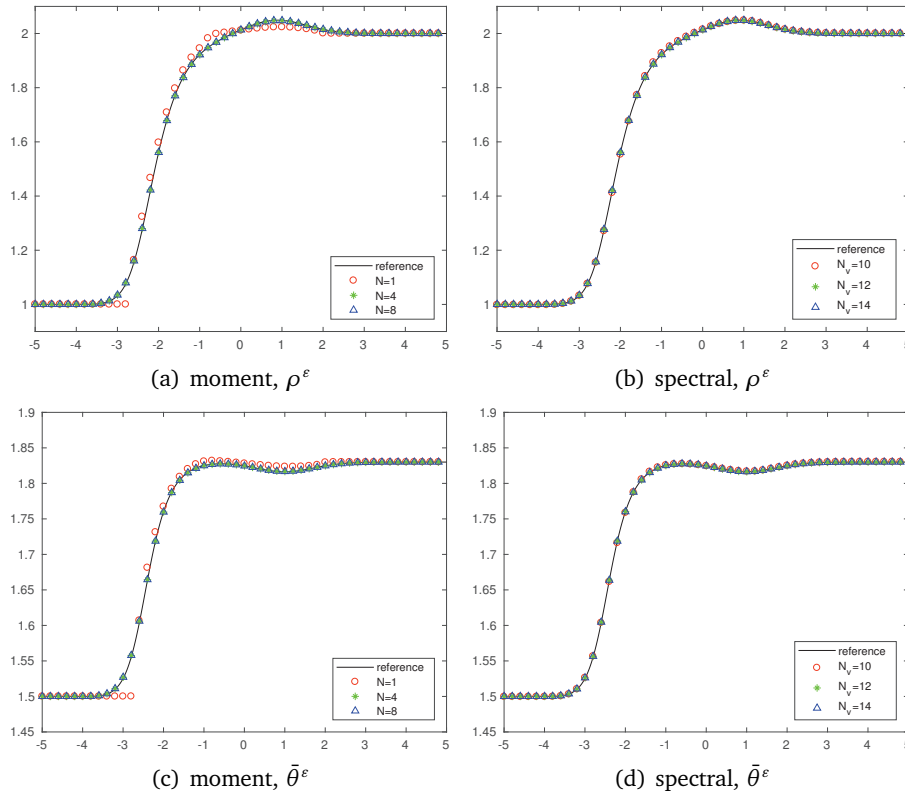 2
1.8
1.6
1.4
1.2
1
reference
N=1
N=4
N=8
-5 -4 -3 -2 -1 0 1 2 3 4 5
(a) moment, ρ^ε
2
1.8
1.6
1.4
1.2
1
reference
N_v=10
N_v=12
N_v=14
-5 -4 -3 -2 -1 0 1 2 3 4 5
(b) spectral, ρ^ε
1.9
1.85
1.8
1.75
1.7
1.65
1.6
1.55
1.5
1.45
reference
N=1
N=4
N=8
-5 -4 -3 -2 -1 0 1 2 3 4 5
(c) moment, θ̄^ε
1.9
1.85
1.8
1.75
1.7
1.65
1.6
1.55
1.5
1.45
reference
N_v=10
N_v=12
N_v=14
-5 -4 -3 -2 -1 0 1 2 3 4 5
(d) spectral, θ̄^ε